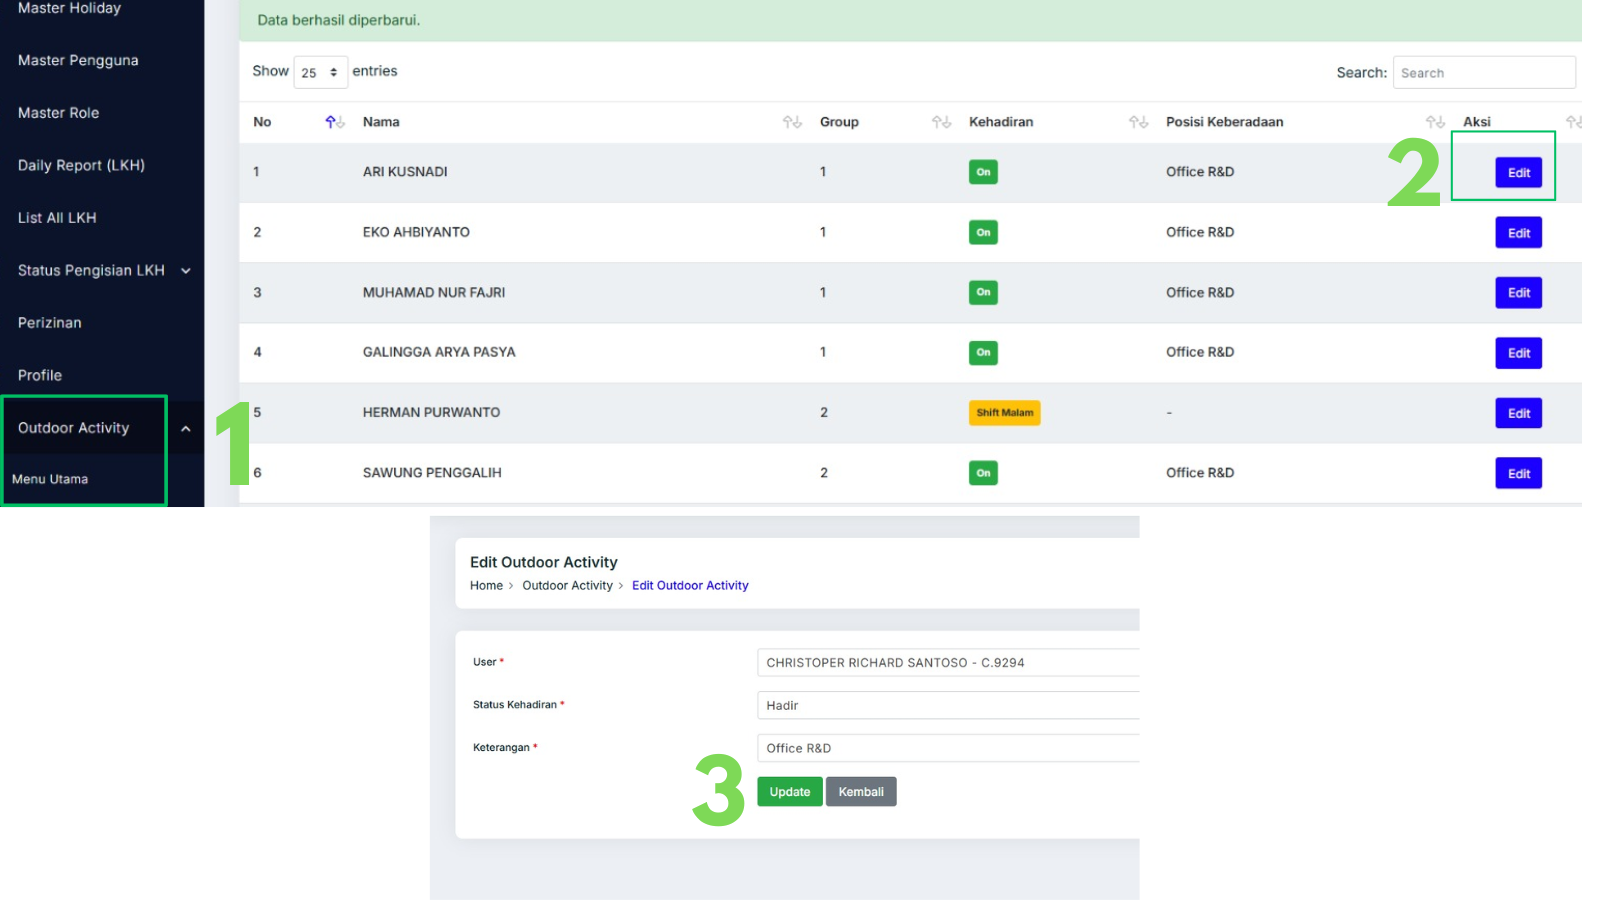 Master Holiday
Master Pengguna
Master Role
Daily Report (LKH)
List All LKH
Status Pengisian LKH
Perizinan
Profile
Outdoor Activity
Menu Utama
1
Data berhasil diperbarui.
Show 25 entries
Search: Search
No Nama Group Kehadiran Posisi Keberadaan Aksi
1 ARI KUSNADI 1 On Office R&D Edit
2
2 EKO AHBIYANTO 1 On Office R&D Edit
3 MUHAMAD NUR FAJRI 1 On Office R&D Edit
4 GALINGGA ARYA PASYA 1 On Office R&D Edit
5 HERMAN PURWANTO 2 Shift Malam - Edit
6 SAWUNG PENGGALIH 2 On Office R&D Edit
Edit Outdoor Activity
Home > Outdoor Activity > Edit Outdoor Activity
User * CHRISTOPER RICHARD SANTOSO - C.9294
Status Kehadiran * Hadir
Keterangan * Office R&D
3
Update Kembali